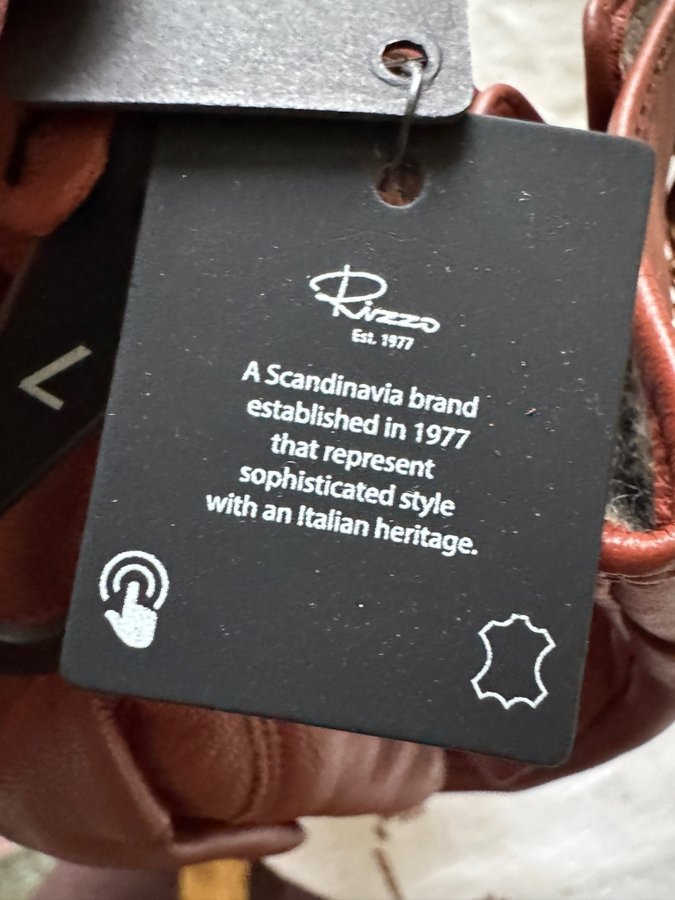 Rizzo
Est. 1977
A Scandinavia brand
established in 1977
that represent
sophisticated style
with an Italian heritage.
L